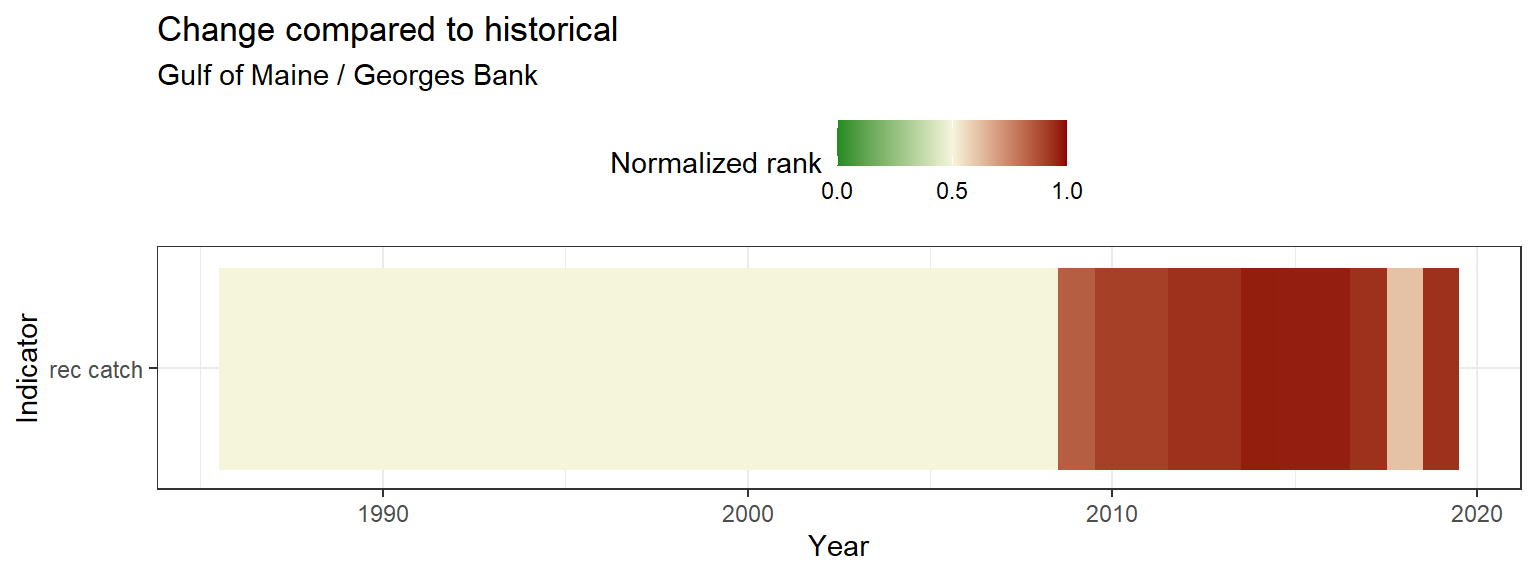 Change compared to historical
Gulf of Maine / Georges Bank
Normalized rank
0.0 0.5 1.0
Indicator
rec catch
1990 2000 2010 2020
Year